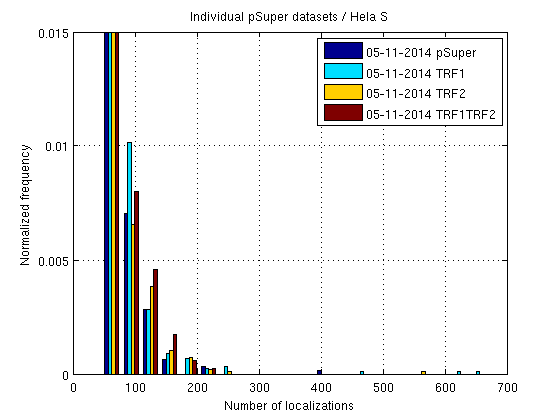 Individual pSuper datasets / Hela S
0.015
05-11-2014 pSuper
05-11-2014 TRF1
05-11-2014 TRF2
05-11-2014 TRF1TRF2
0.01
Normalized frequency
0.005
0
0 100 200 300 400 500 600 700
Number of localizations